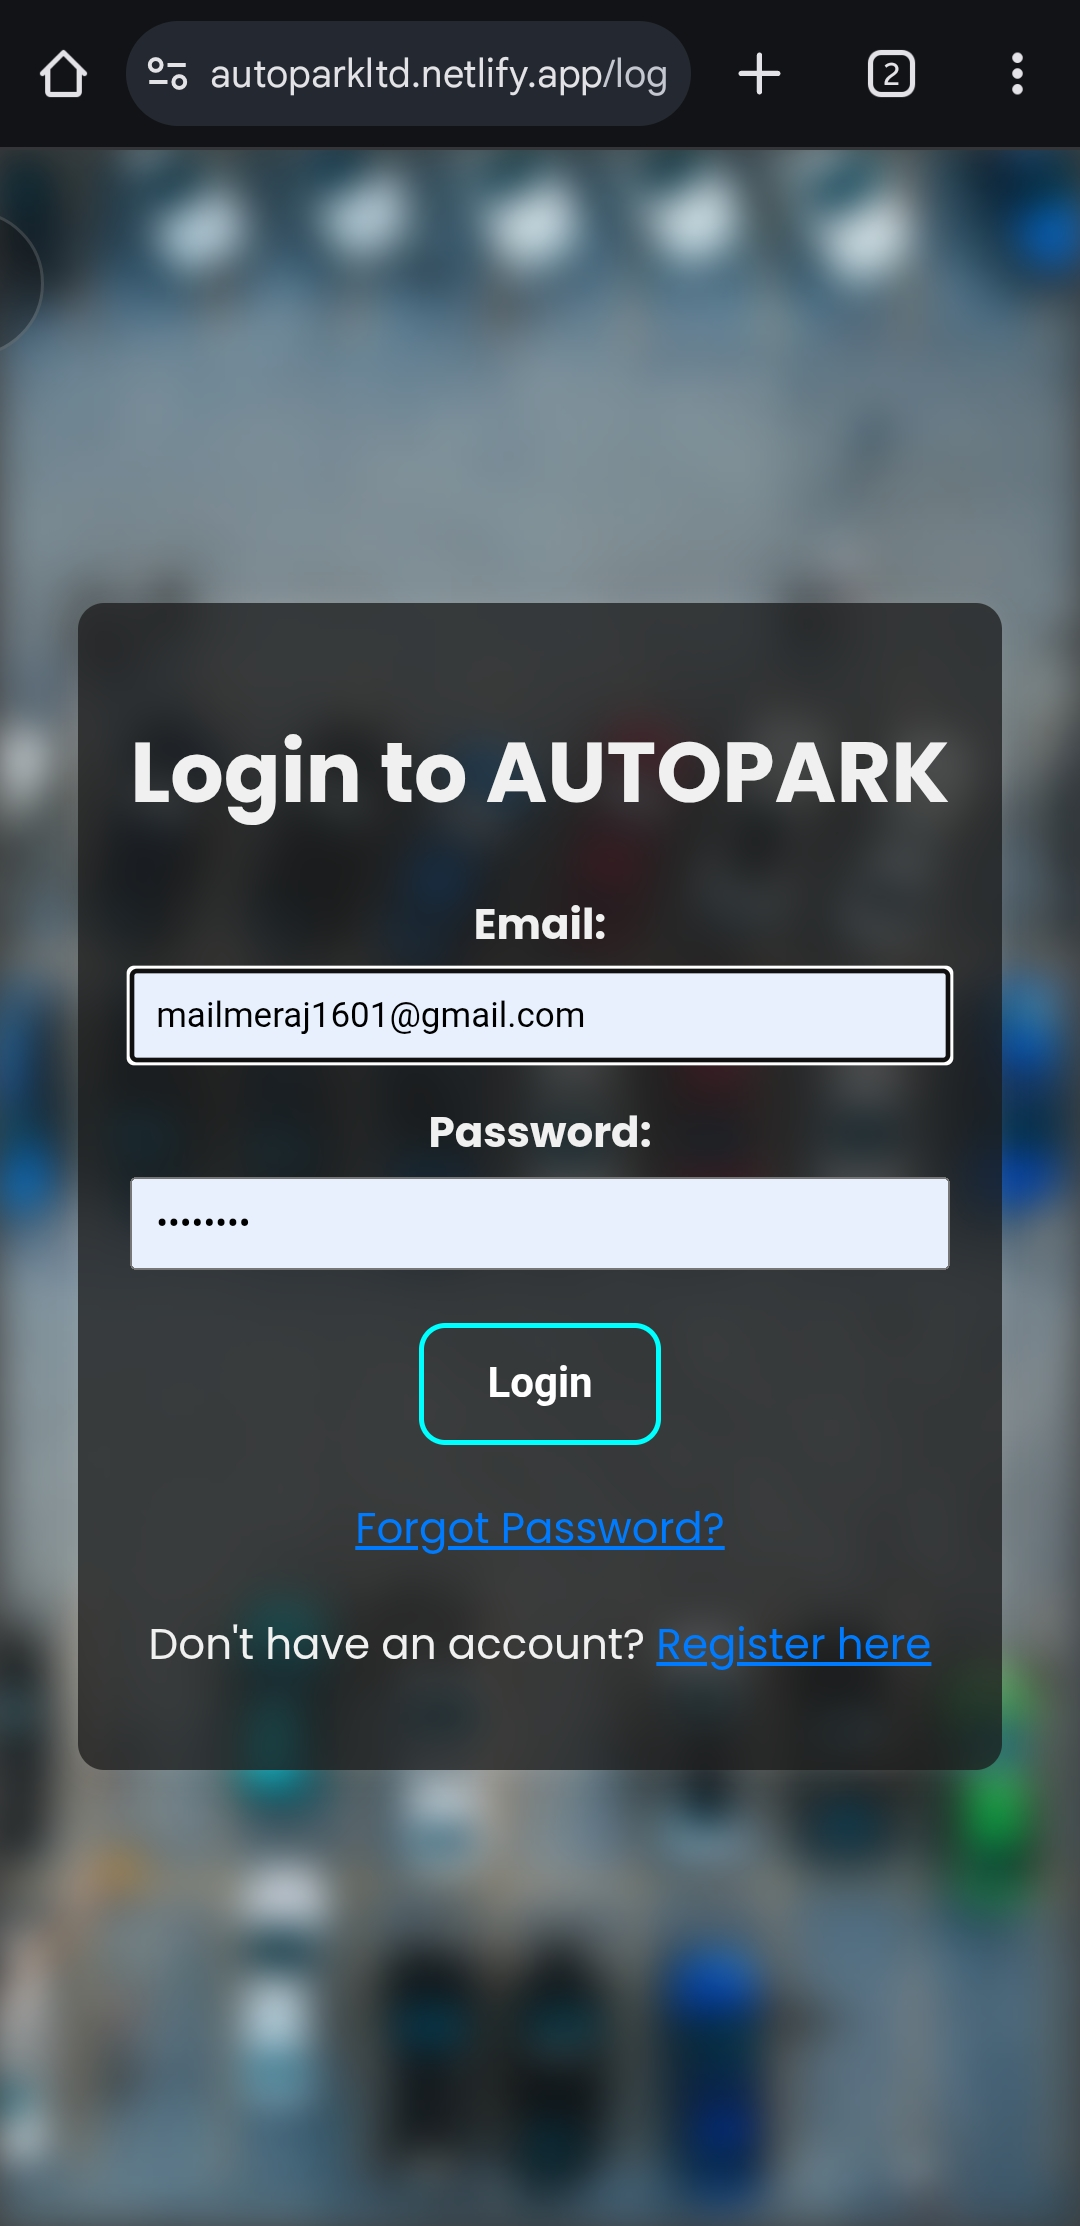 autoparkltd.netlify.app/log
2
Login to AUTOPARK
Email:
mailmeraj1601@gmail.com
Password:
••••••••
Login
Forgot Password?
Don't have an account? Register here